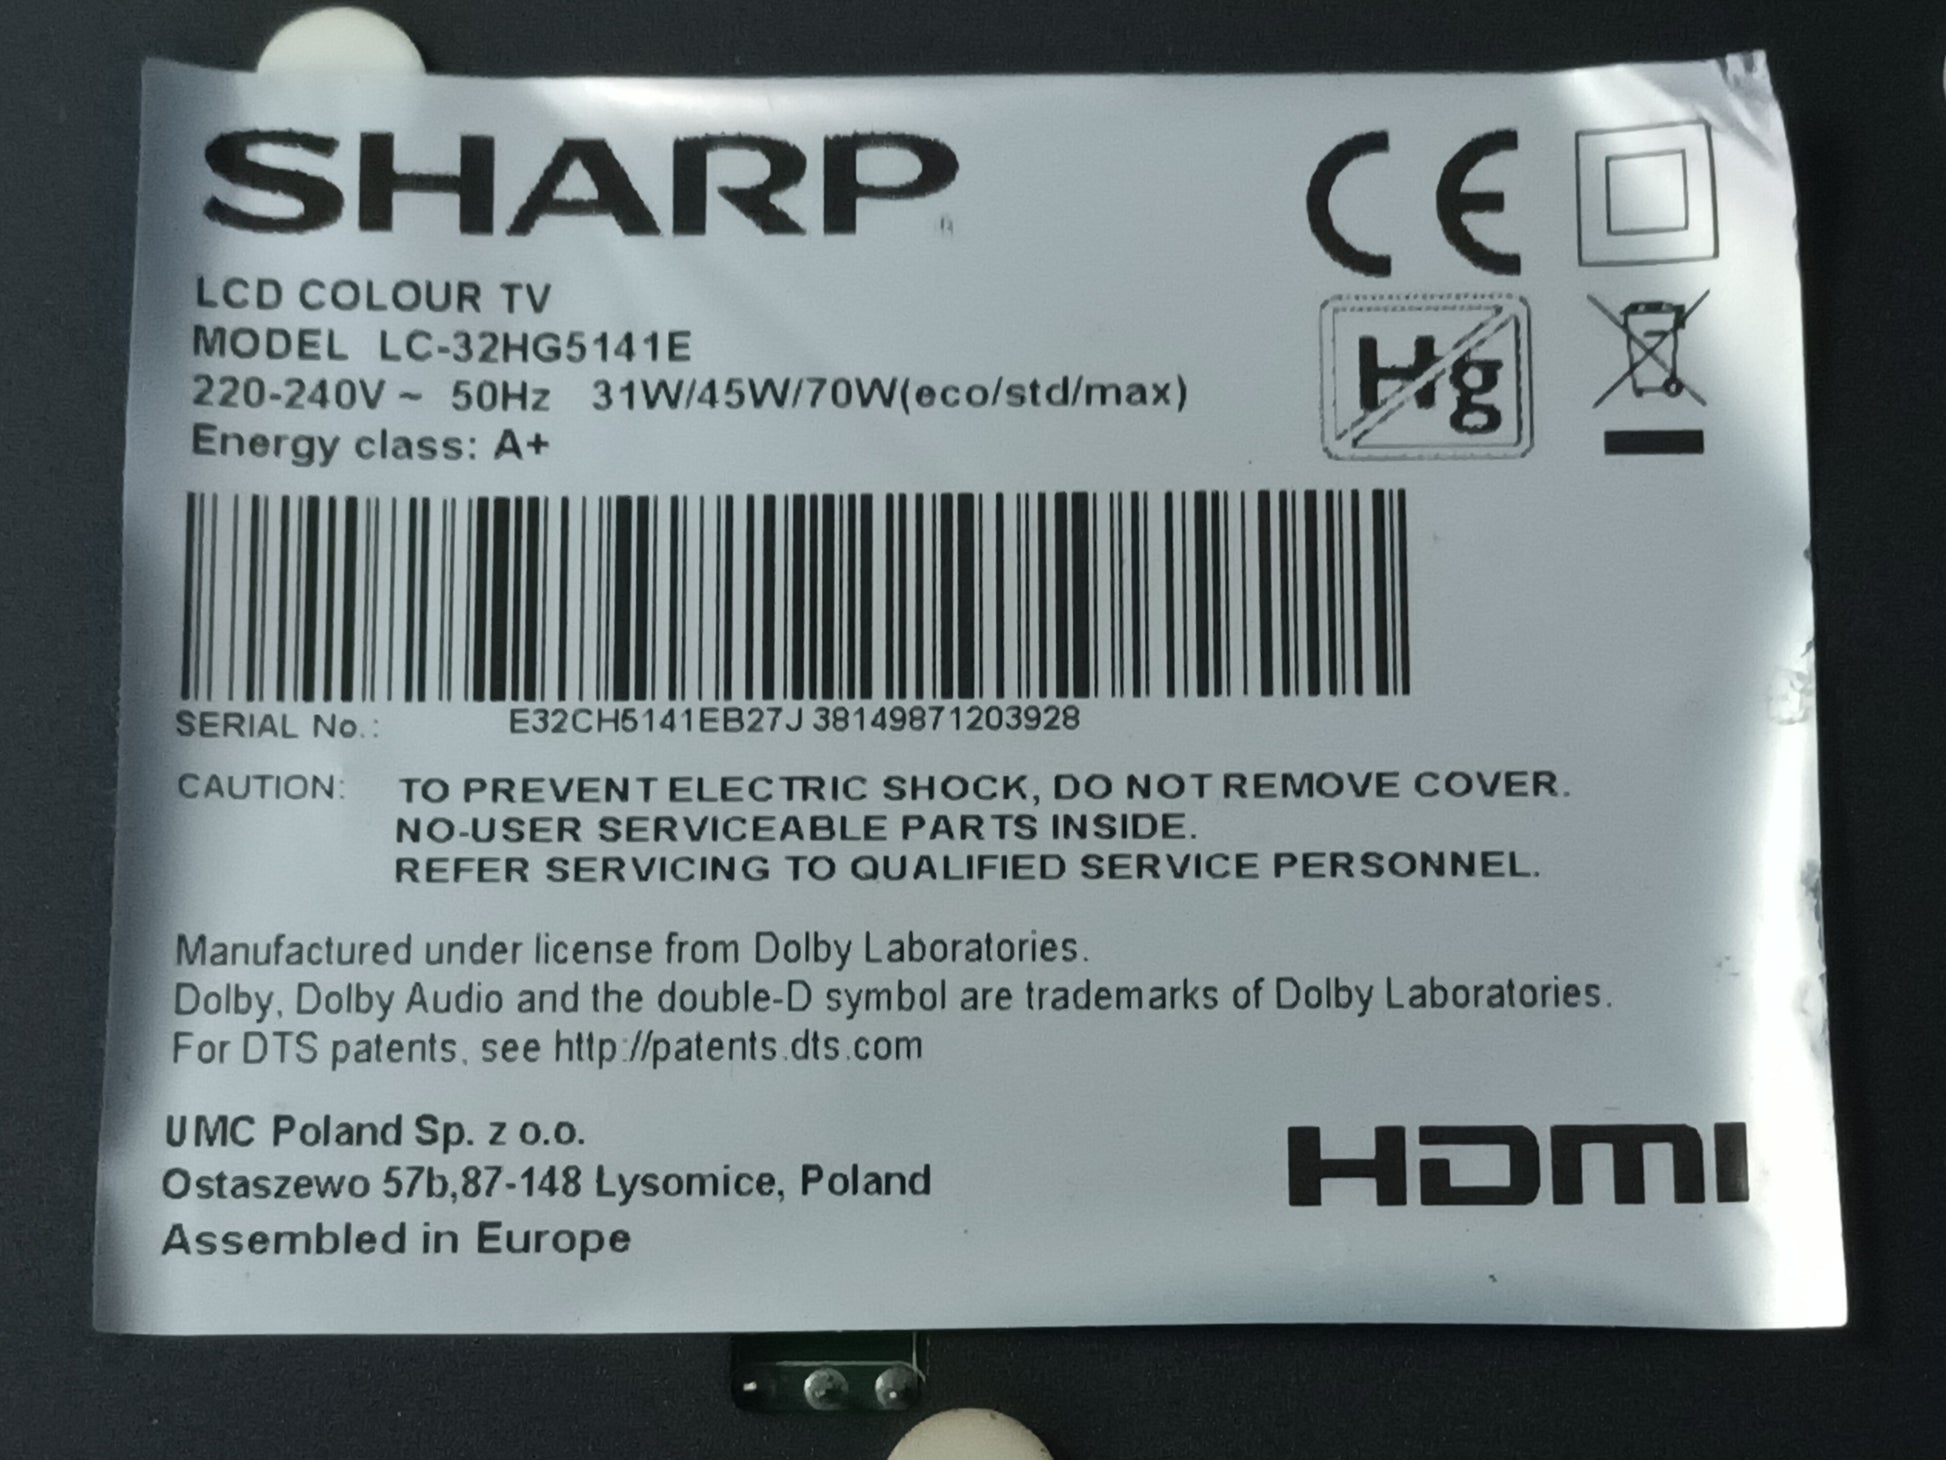 SHARP
CE
LCD COLOUR TV
MODEL LC-32HG5141E
220-240V ~ 50Hz 31W/45W/70W(eco/std/max)
Hg
Energy class: A+
SERIAL No.: E32CH5141EB27J 38149871203928
CAUTION: TO PREVENT ELECTRIC SHOCK, DO NOT REMOVE COVER.
NO-USER SERVICEABLE PARTS INSIDE.
REFER SERVICING TO QUALIFIED SERVICE PERSONNEL.
Manufactured under license from Dolby Laboratories.
Dolby, Dolby Audio and the double-D symbol are trademarks of Dolby Laboratories.
For DTS patents, see http://patents.dts.com
UMC Poland Sp. z o.o.
Ostaszewo 57b,87-148 Lysomice, Poland
HDMI
Assembled in Europe